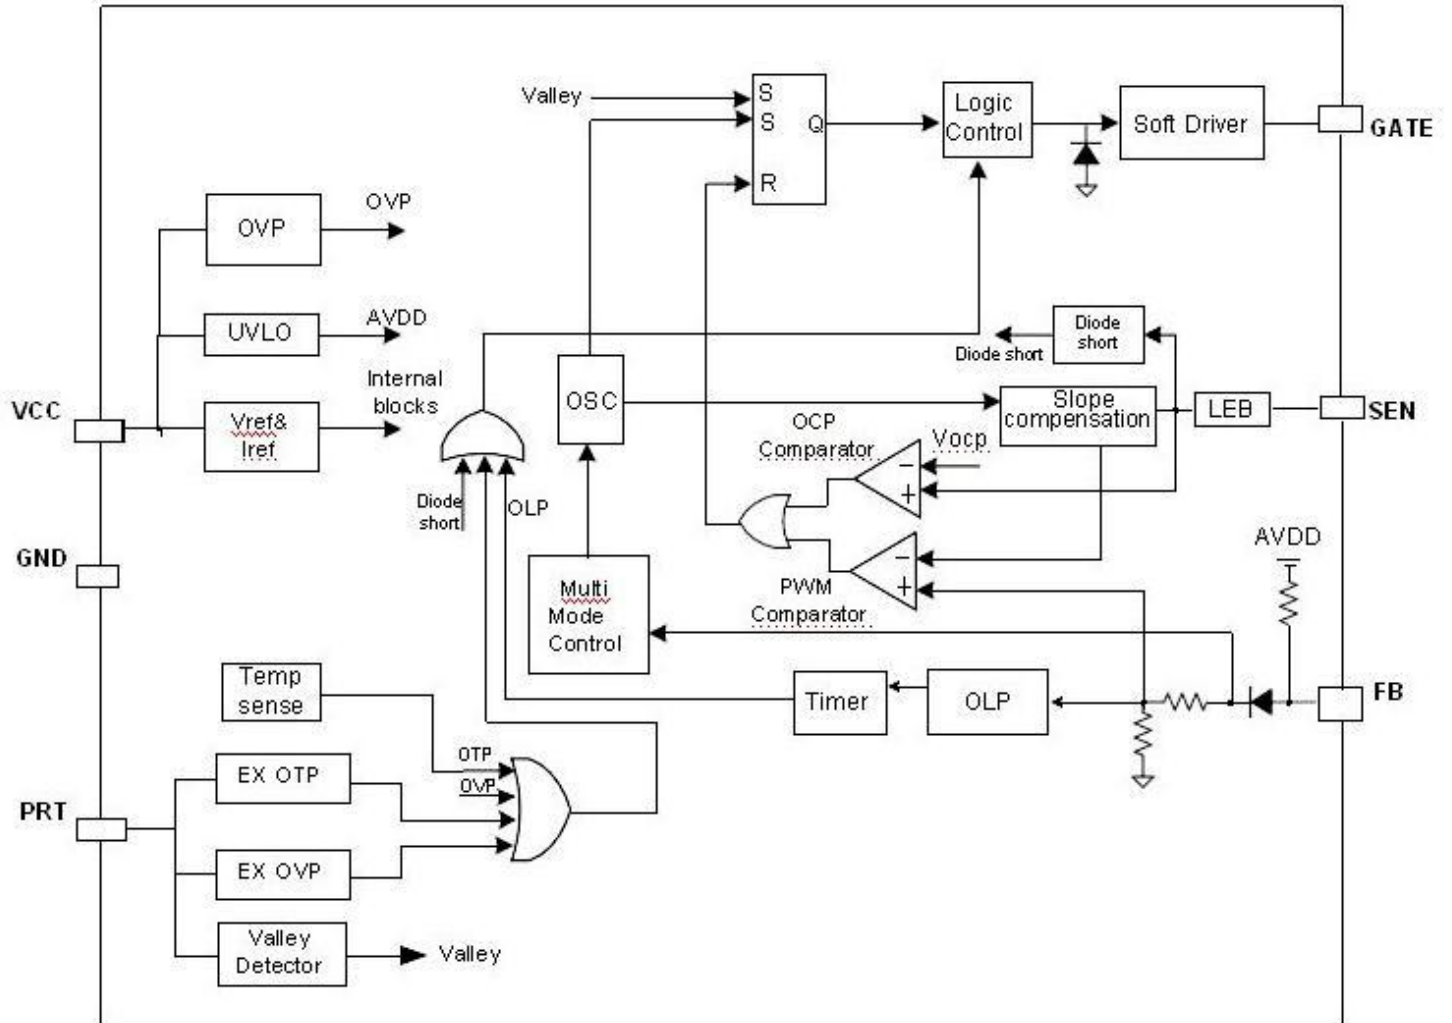 Valley
S
S
Q
R
Logic
Control
Soft Driver
GATE
OVP
OVP
UVLO
AVDD
Vref&
Iref
Internal
blocks
VCC
GND
Diode
short
OLP
OSC
Diode
short
Diode short
Slope
compensation
LEB
SEN
OCP
Comparator
Vocp
−
+
−
+
PWM
Comparator
AVDD
Multi
Mode
Control
Timer
OLP
FB
Temp
sense
OTP
OVP
EX OTP
PRT
EX OVP
Valley
Detector
Valley